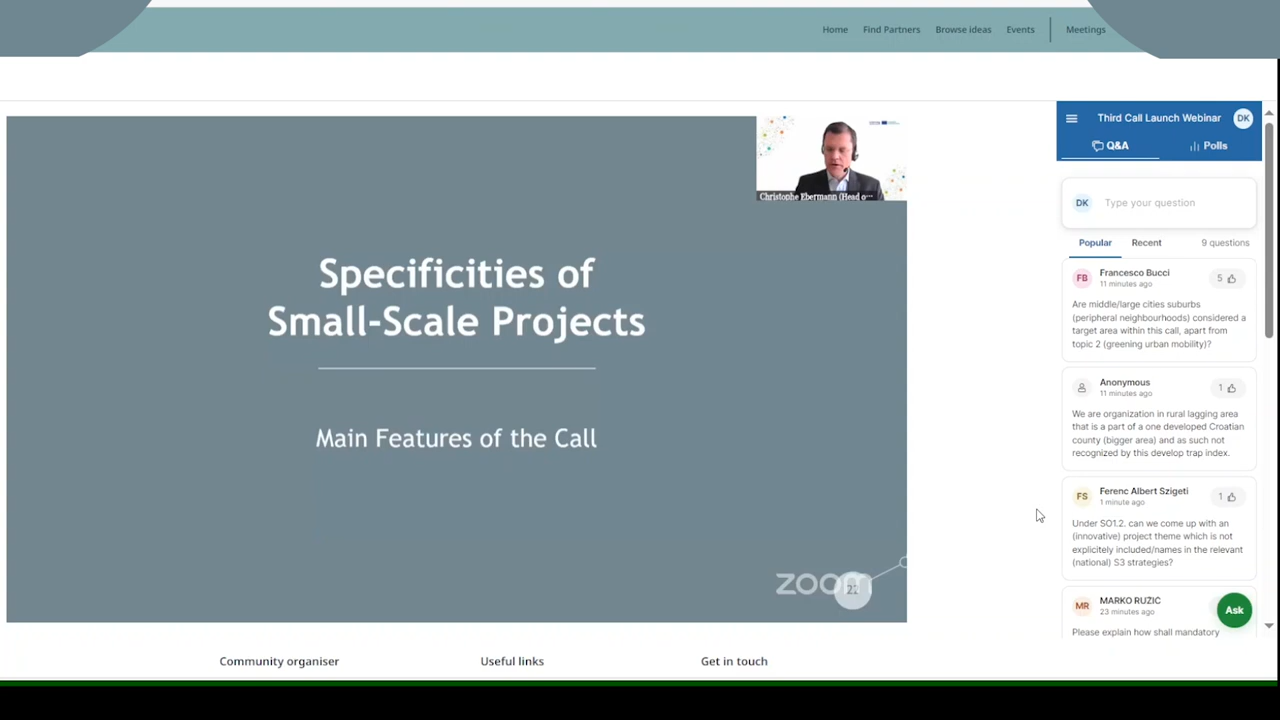 Home Find Partners Browse ideas Events Meetings
Third Call Launch Webinar DK
Q&A Polls
DK Type your question
Popular Recent 9 questions
Christophe Ebermann (Head o...
Specificities of
Small-Scale Projects
Main Features of the Call
zoom
FB Francesco Bucci 5
11 minutes ago
Are middle/large cities suburbs
(peripheral neighbourhoods) considered a
target area within this call, apart from
topic 2 (greening urban mobility)?
Anonymous 1
11 minutes ago
We are organization in rural lagging area
that is a part of a one developed Croatian
county (bigger area) and as such not
recognized by this develop trap index.
FS Ferenc Albert Szigeti 1
1 minute ago
Under SO1.2. can we come up with an
(innovative) project theme which is not
explicitely included/names in the relevant
(national) S3 strategies?
MR MARKO RUŽIĆ
23 minutes ago
Please explain how shall mandatory
Ask
Community organiser Useful links Get in touch